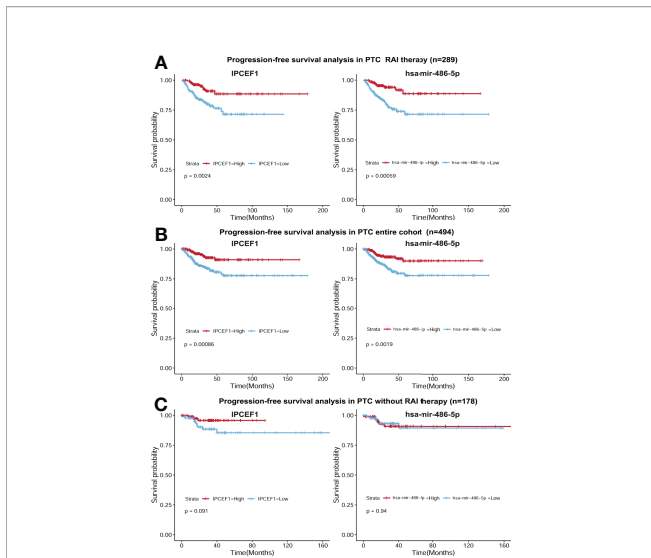 A
Progression-free survival analysis in PTC RAI therapy (n=289)
IPCEF1
hsa-mir-486-5p
Survival probability
1.00
0.75
0.50
0.25
0.00
Strata IPCEF1=High IPCEF1=Low
p = 0.0024
0 50 100 150 200
Time(Months)
Survival probability
1.00
0.75
0.50
0.25
0.00
Strata hsa-mir-486-5p =High hsa-mir-486-5p =Low
p = 0.00059
0 50 100 150 200
Time(Months)
B
Progression-free survival analysis in PTC entire cohort (n=494)
IPCEF1
hsa-mir-486-5p
Survival probability
1.00
0.75
0.50
0.25
0.00
Strata IPCEF1=High IPCEF1=Low
p = 0.00086
0 50 100 150 200
Time(Months)
Survival probability
1.00
0.75
0.50
0.25
0.00
Strata hsa-mir-486-5p =High hsa-mir-486-5p =Low
p = 0.0019
0 50 100 150 200
Time(Months)
C
Progression-free survival analysis in PTC without RAI therapy (n=178)
IPCEF1
hsa-mir-486-5p
Survival probability
1.00
0.75
0.50
0.25
0.00
Strata IPCEF1=High IPCEF1=Low
p = 0.091
0 40 80 120 160
Time(Months)
Survival probability
1.00
0.75
0.50
0.25
0.00
Strata hsa-mir-486-5p =High hsa-mir-486-5p =Low
p = 0.94
0 40 80 120 160
Time(Months)